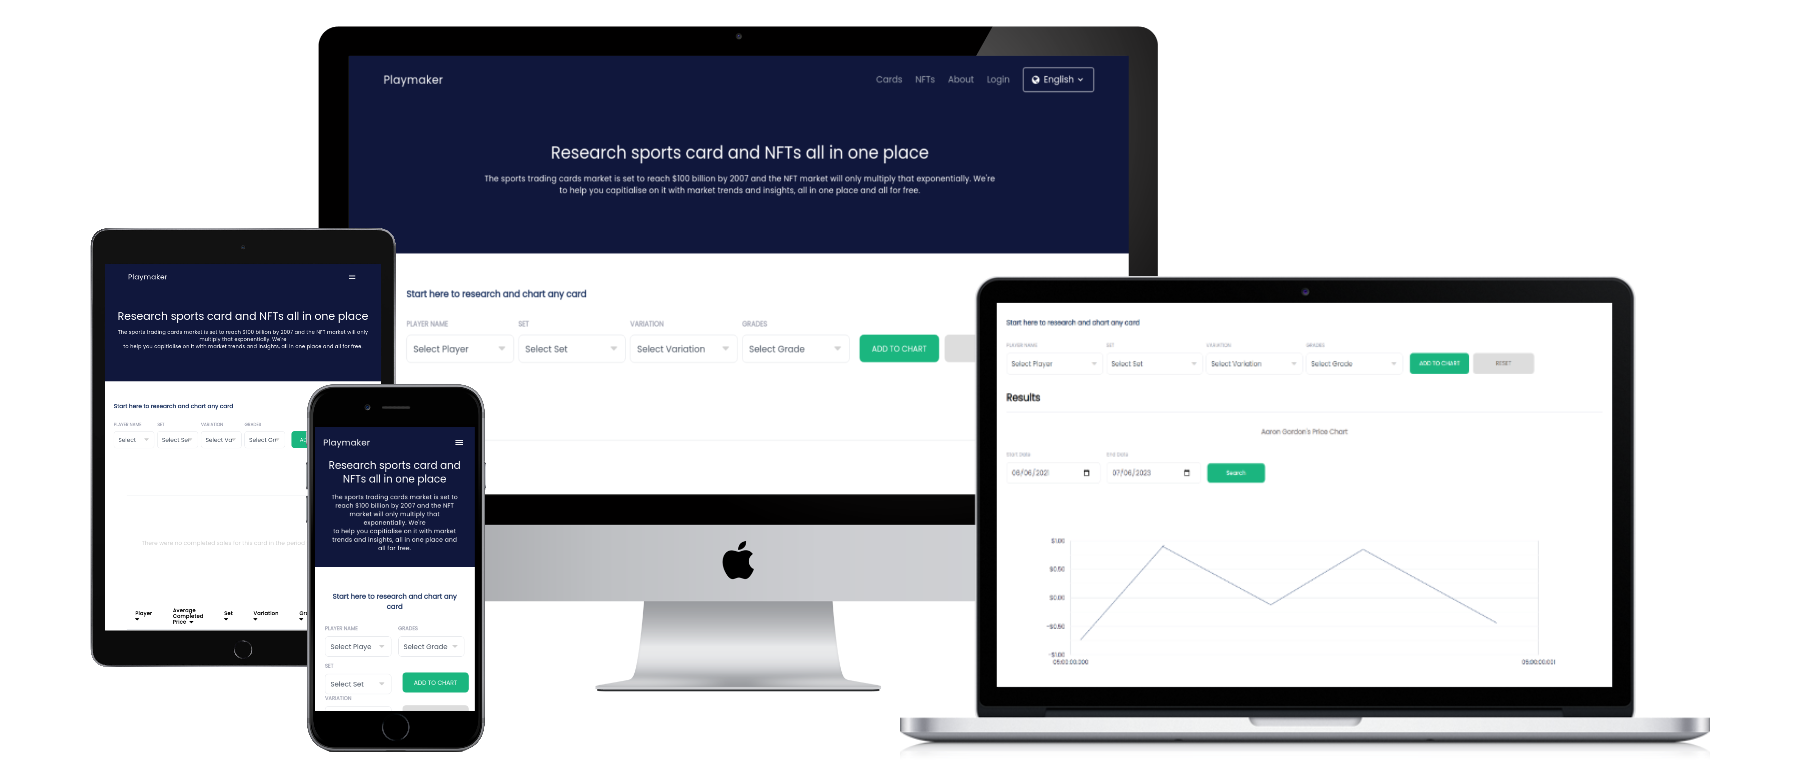 Playmaker
Cards NFTs About Login English
Research sports card and NFTs all in one place
The sports trading cards market is set to reach $100 billion by 2007 and the NFT market will only multiply that exponentially. We're
to help you capitialise on it with market trends and insights, all in one place and all for free.
Start here to research and chart any card
PLAYER NAME SET VARIATION GRADES
Select Player Select Set Select Variation Select Grade ADD TO CHART
Playmaker
Research sports card and NFTs all in one place
The sports trading cards market is set to reach $100 billion by 2007 and the NFT market will only
multiply that exponentially. We're
to help you capitialise on it with market trends and insights, all in one place and all for free.
Start here to research and chart any card
PLAYER NAME SET VARIATION GRADES
Select Select Set Select Var Select Gr
There were no completed sales for this card in the period
Player Average
Completed
Price Set Variation
Playmaker
Research sports card and
NFTs all in one place
The sports trading cards market is set to
reach $100 billion by 2007 and the NFT
market will only multiply that
exponentially. We're
to help you capitialise on it with market
trends and insights, all in one place and
all for free.
Start here to research and chart any
card
PLAYER NAME GRADES
Select Playe Select Grade
SET
Select Set ADD TO CHART
VARIATION
Start here to research and chart any card
PLAYER NAME SET VARIATION GRADES
Select Player Select Set Select Variation Select Grade ADD TO CHART RESET
Results
Aaron Gordon's Price Chart
Start Date End Date
06/06/2021 07/06/2023 Search
$1.00
$0.50
$0.00
-$0.50
-$1.00